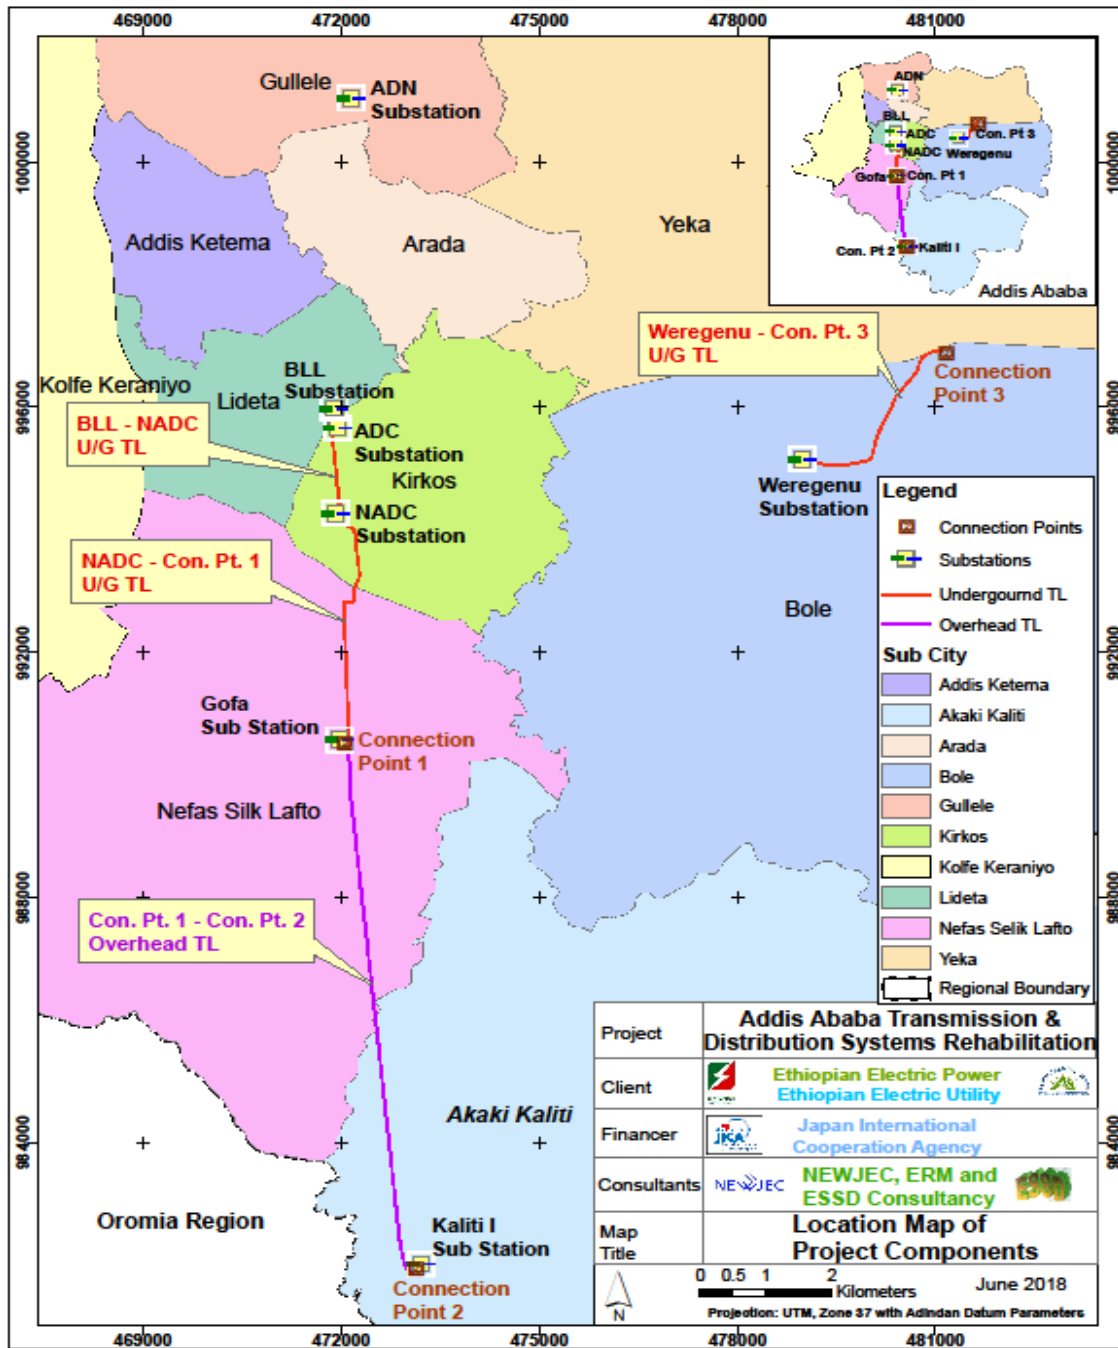 469000 472000 475000 478000 481000
1000000
996000
992000
988000
984000
1000000
996000
992000
988000
984000
Gullele
ADN
Substation
Addis Ketema
Arada
Yeka
Kolfe Keraniyo
Lideta
BLL
Substation
ADC
Substation
Kirkos
NADC
Substation
BLL - NADC
U/G TL
NADC - Con. Pt. 1
U/G TL
Weregenu - Con. Pt. 3
U/G TL
Connection
Point 3
Weregenu
Substation
Bole
Gofa
Sub Station
Connection
Point 1
Nefas Silk Lafto
Con. Pt. 1 - Con. Pt. 2
Overhead TL
Akaki Kaliti
Oromia Region
Kaliti I
Sub Station
Connection
Point 2
ADN
BLL
ADC
NADC
Con. Pt 3
Weregenu
Gofa
Con. Pt 1
Con. Pt 2
Kaliti I
Addis Ababa
Legend
Connection Points
Substations
Undergournd TL
Overhead TL
Sub City
Addis Ketema
Akaki Kaliti
Arada
Bole
Gullele
Kirkos
Kolfe Keraniyo
Lideta
Nefas Selik Lafto
Yeka
Regional Boundary
Project
Addis Ababa Transmission &
Distribution Systems Rehabilitation
Client
Ethiopian Electric Power
Ethiopian Electric Utility
Financer
JICA
Japan International
Cooperation Agency
Consultants
NEWJEC
NEWJEC, ERM and
ESSD Consultancy
ESSD
Map
Title
Location Map of
Project Components
N
0 0.5 1 2
Kilometers
June 2018
Projection: UTM, Zone 37 with Adindan Datum Parameters
469000 472000 475000 478000 481000